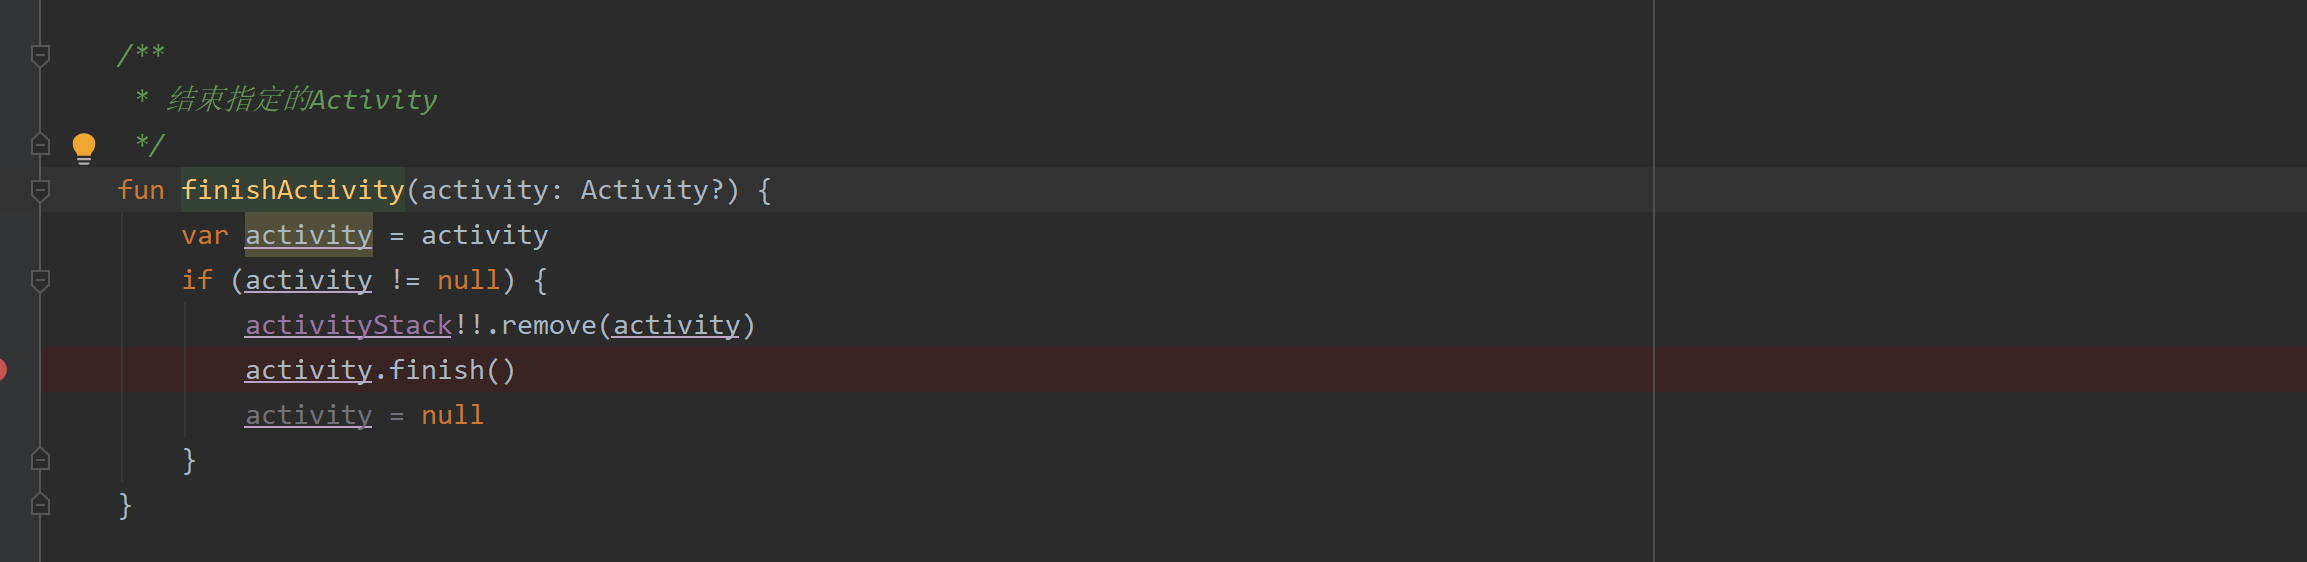 /**
 * 结束指定的Activity
 */
fun finishActivity(activity: Activity?) {
    var activity = activity
    if (activity != null) {
        activityStack!!.remove(activity)
        activity.finish()
        activity = null
    }
}